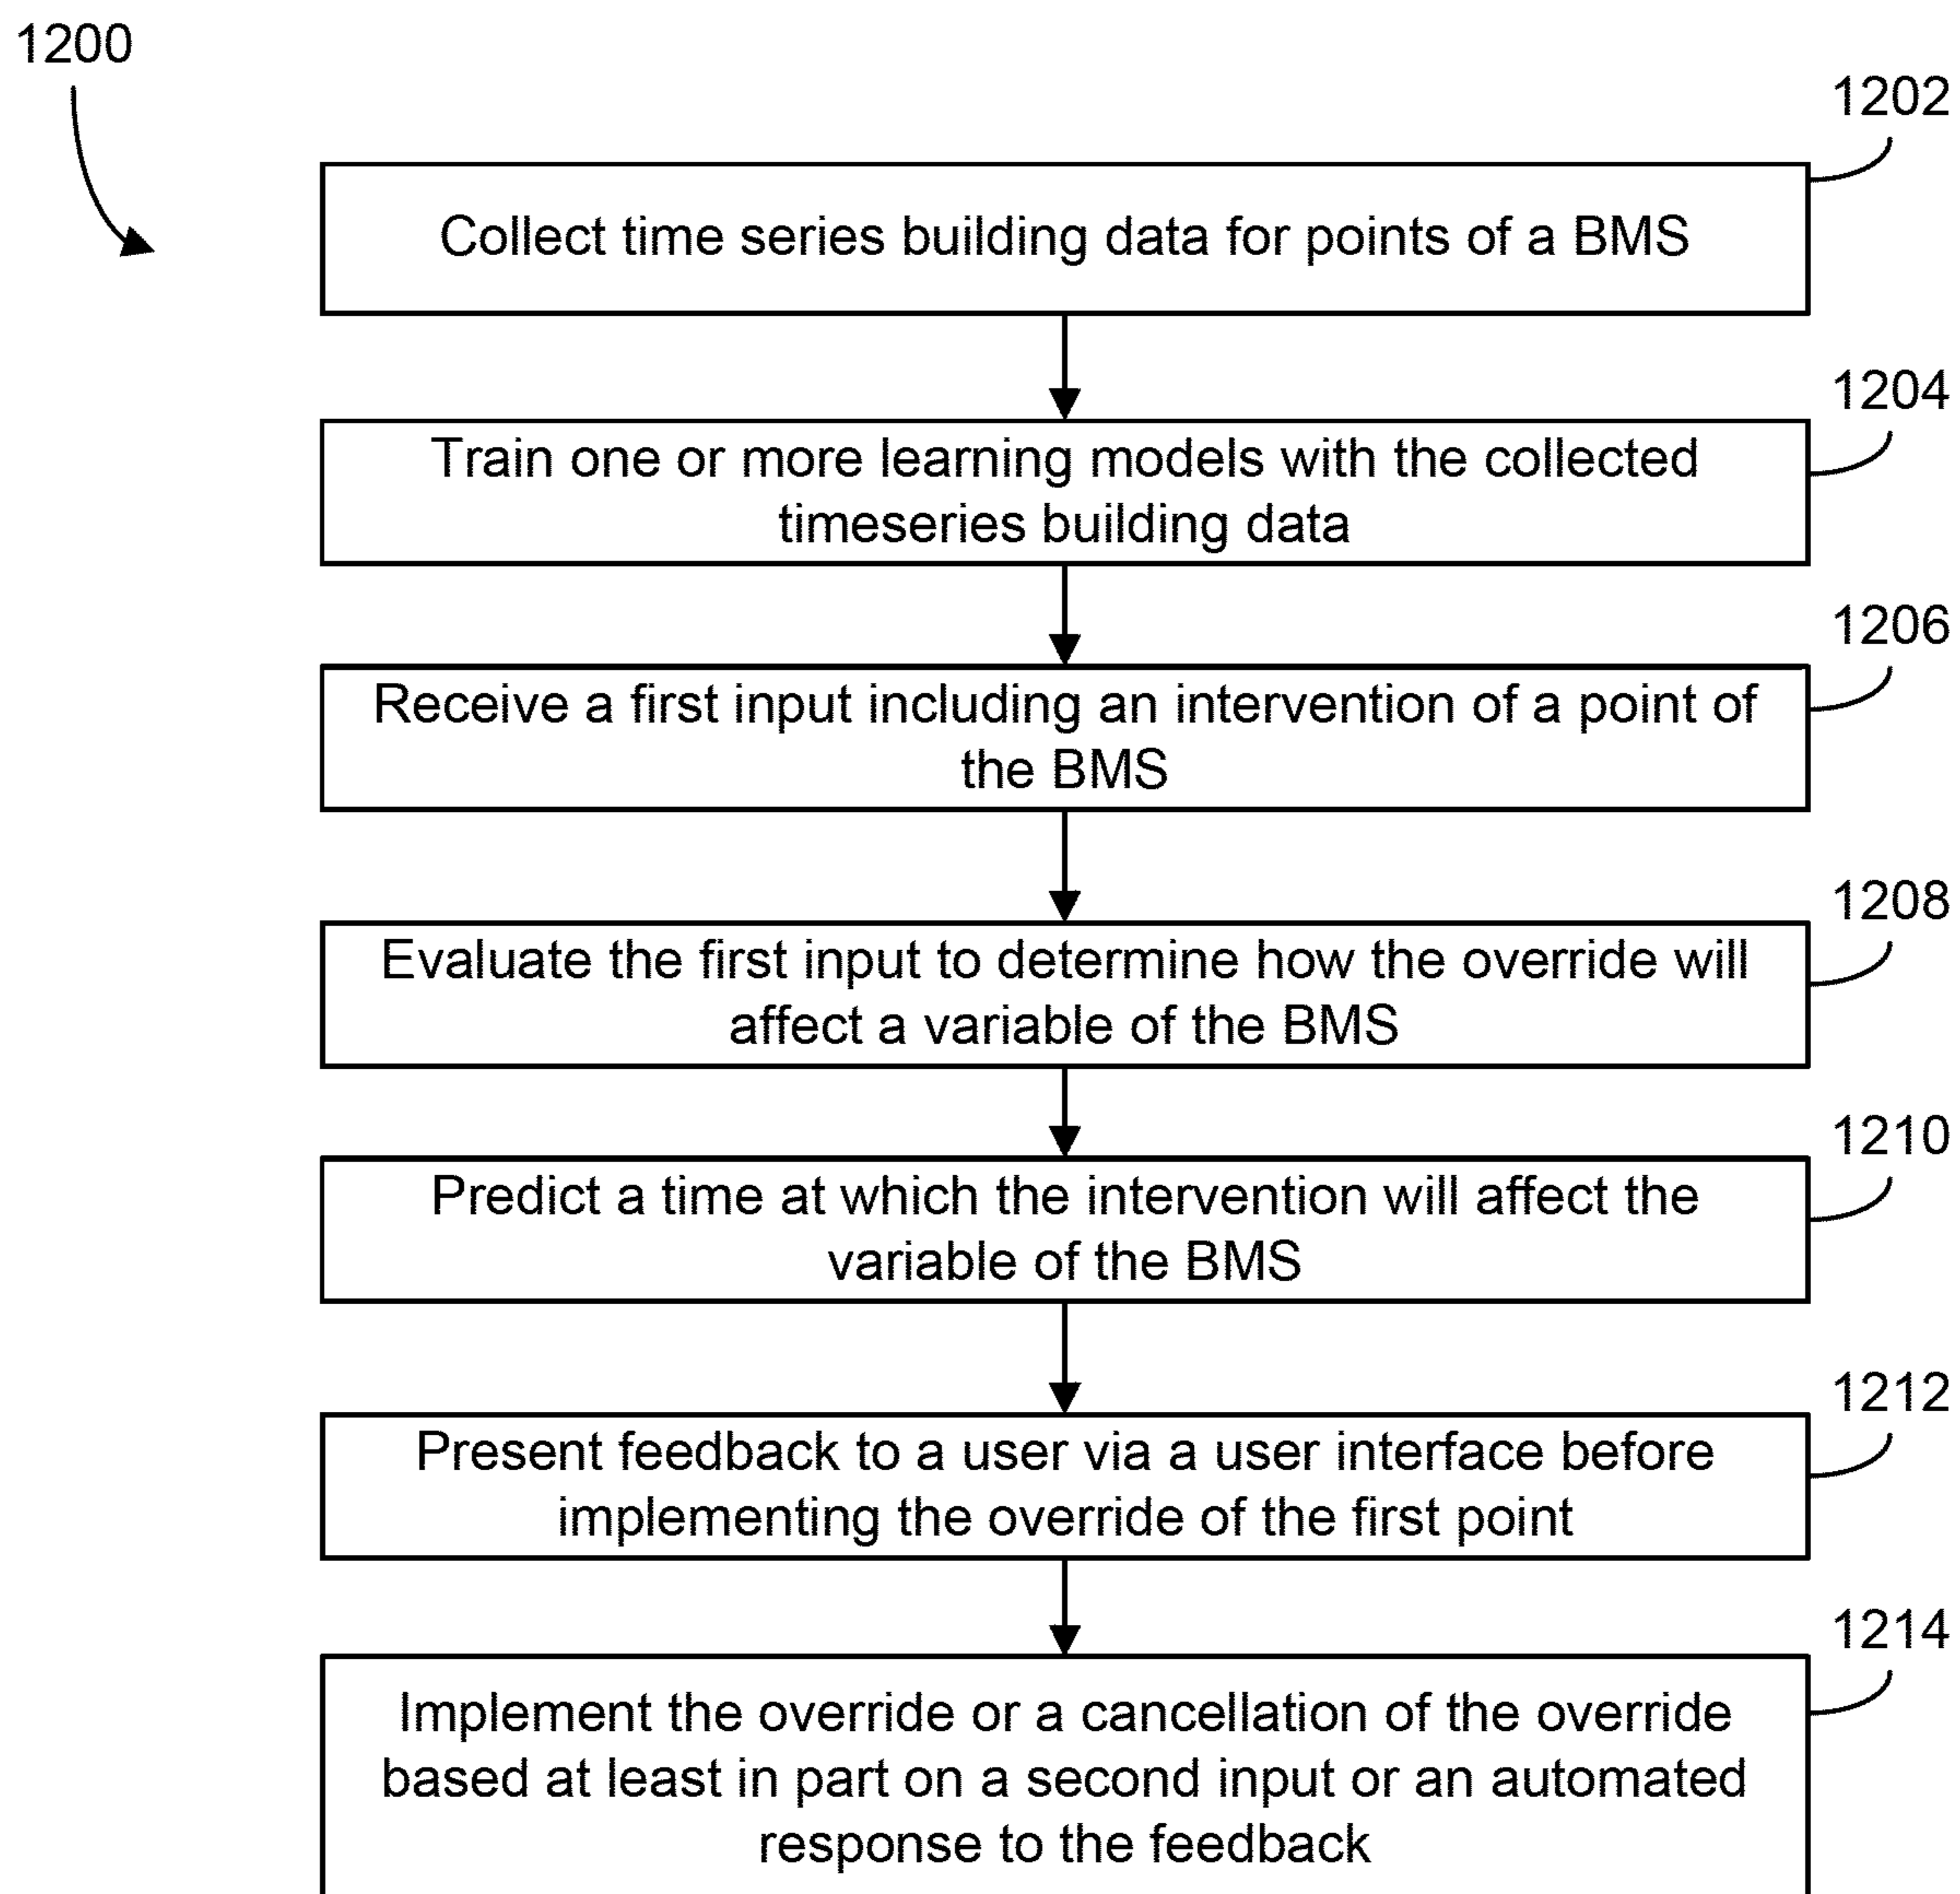 1200
1202
Collect time series building data for points of a BMS
1204
Train one or more learning models with the collected
timeseries building data
1206
Receive a first input including an intervention of a point of
the BMS
1208
Evaluate the first input to determine how the override will
affect a variable of the BMS
1210
Predict a time at which the intervention will affect the
variable of the BMS
1212
Present feedback to a user via a user interface before
implementing the override of the first point
1214
Implement the override or a cancellation of the override
based at least in part on a second input or an automated
response to the feedback